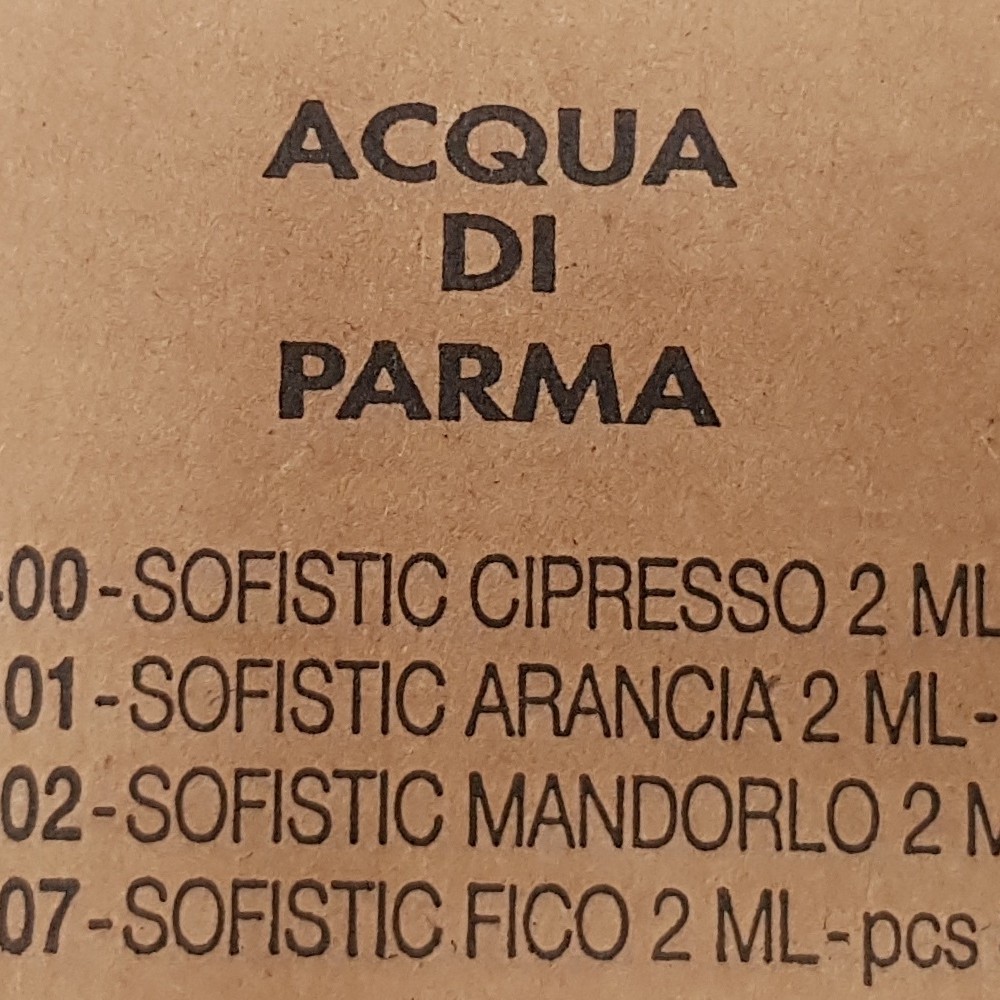 ACQUA
DI
PARMA
00-SOFISTIC CIPRESSO 2 ML
01-SOFISTIC ARANCIA 2 ML-
02-SOFISTIC MANDORLO 2 M
07-SOFISTIC FICO 2 ML-pcs